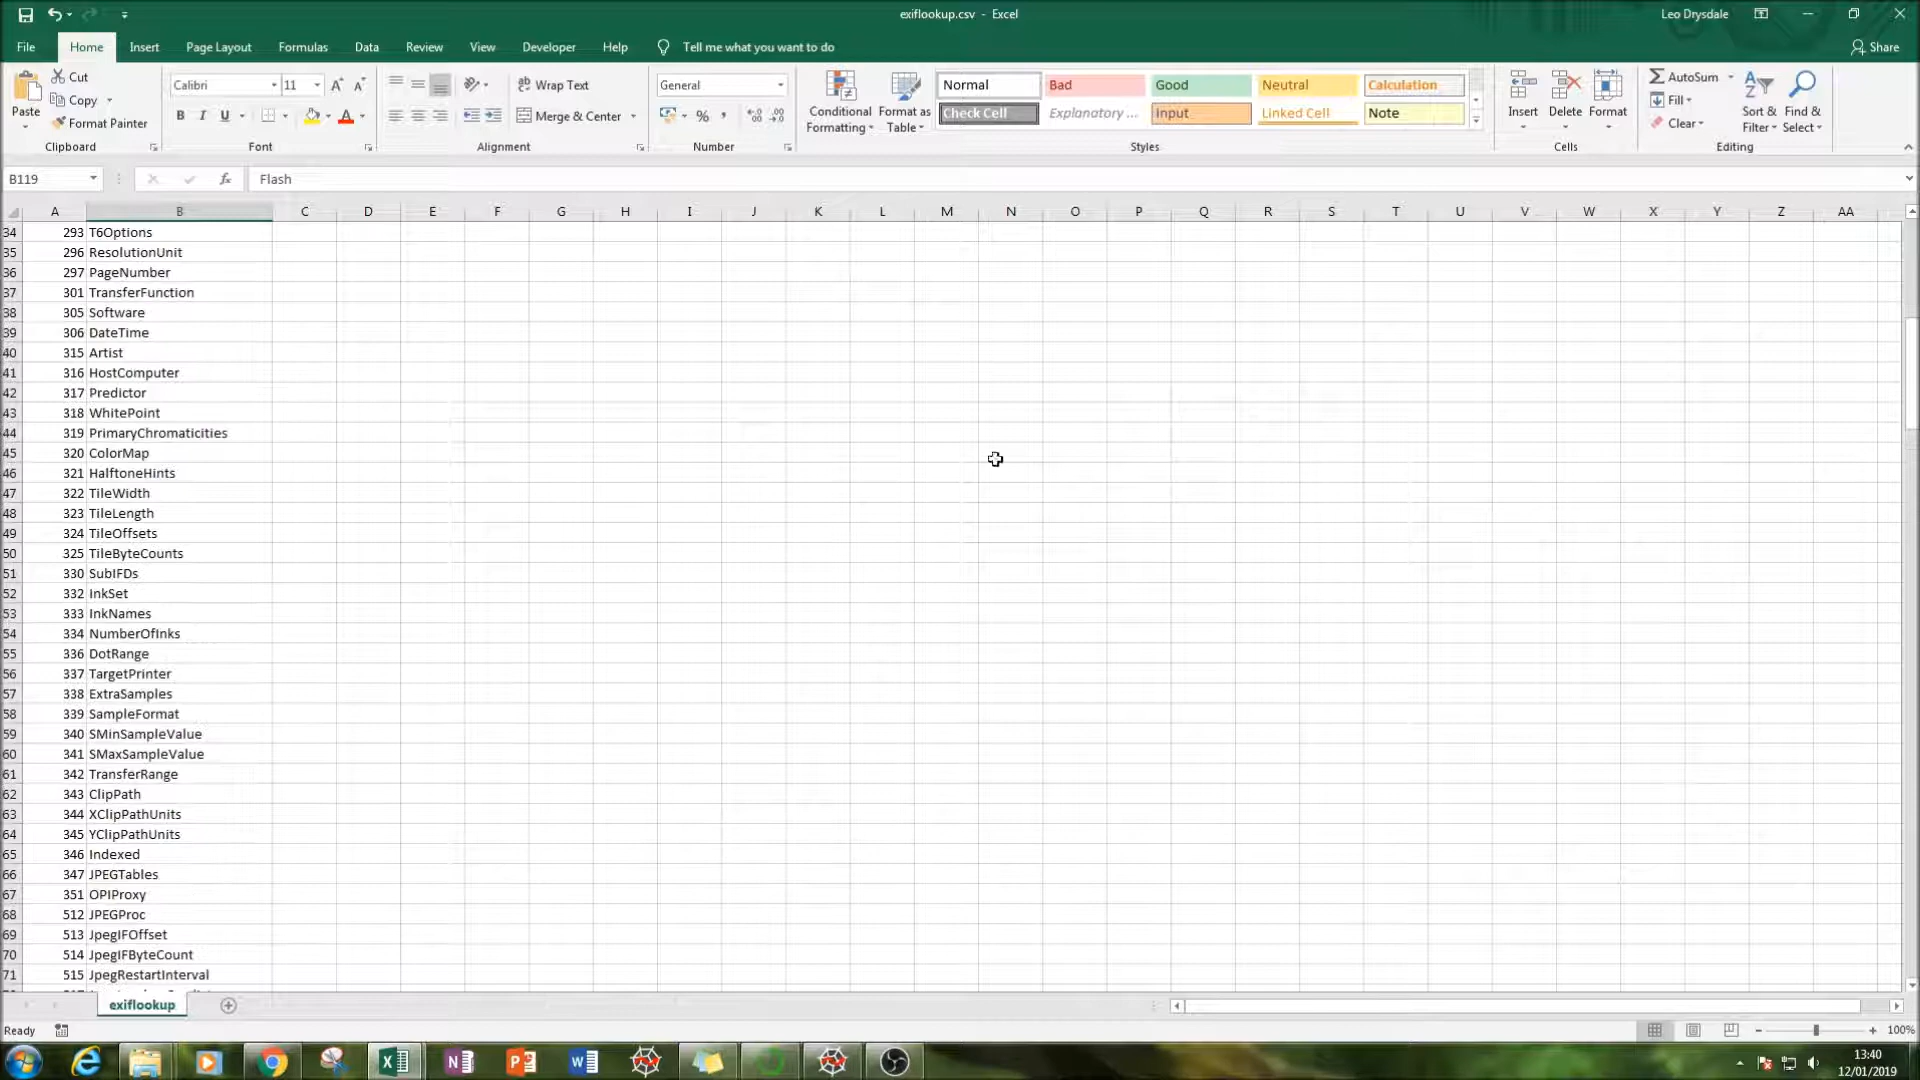 exiflookup.csv - Excel
Leo Drysdale
File Home Insert Page Layout Formulas Data Review View Developer Help Tell me what you want to do
Share
Paste
Cut
Copy
Format Painter
Clipboard
Calibri 11
B I U
Font
Wrap Text
Merge & Center
Alignment
General
%
Number
Conditional Formatting
Format as Table
Normal Bad Good Neutral Calculation
Check Cell Explanatory ... Input Linked Cell Note
Styles
Insert Delete Format
Cells
AutoSum
Fill
Clear
Sort & Filter
Find & Select
Editing
B119 fx Flash
A B C D E F G H I J K L M N O P Q R S T U V W X Y Z AA
34 293 T6Options
35 296 ResolutionUnit
36 297 PageNumber
37 301 TransferFunction
38 305 Software
39 306 DateTime
40 315 Artist
41 316 HostComputer
42 317 Predictor
43 318 WhitePoint
44 319 PrimaryChromaticities
45 320 ColorMap
46 321 HalftoneHints
47 322 TileWidth
48 323 TileLength
49 324 TileOffsets
50 325 TileByteCounts
51 330 SubIFDs
52 332 InkSet
53 333 InkNames
54 334 NumberOfInks
55 336 DotRange
56 337 TargetPrinter
57 338 ExtraSamples
58 339 SampleFormat
59 340 SMinSampleValue
60 341 SMaxSampleValue
61 342 TransferRange
62 343 ClipPath
63 344 XClipPathUnits
64 345 YClipPathUnits
65 346 Indexed
66 347 JPEGTables
67 351 OPIProxy
68 512 JPEGProc
69 513 JpegIFOffset
70 514 JpegIFByteCount
71 515 JpegRestartInterval
exiflookup
Ready
100%
13:40
12/01/2019